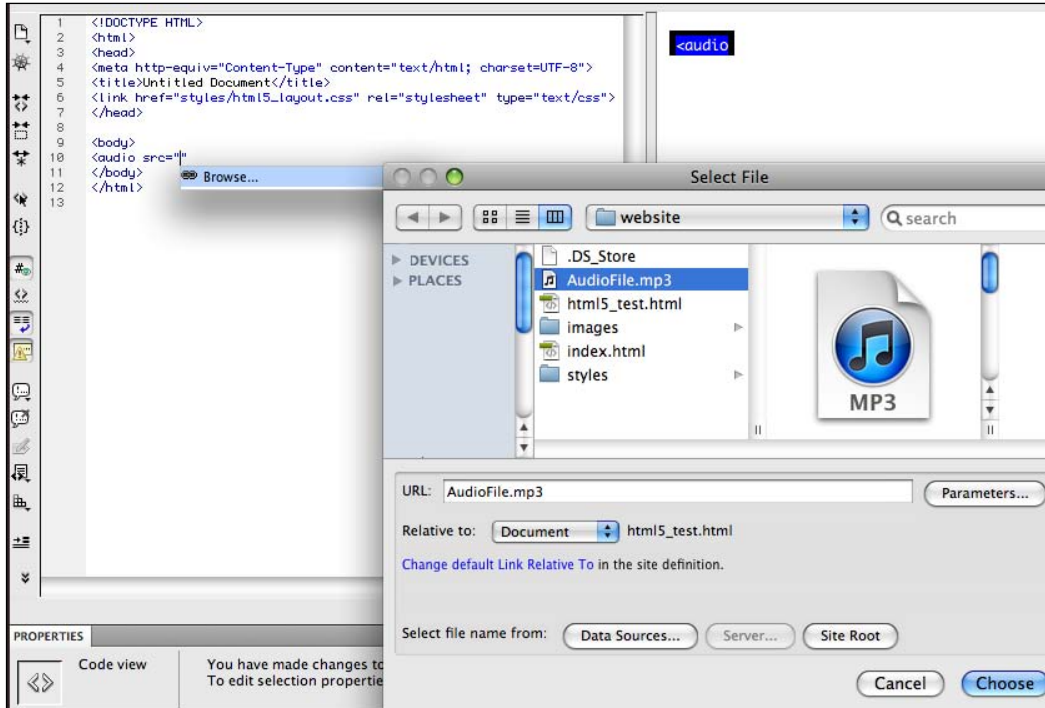 1 <!DOCTYPE HTML>
2 <html>
3 <head>
4 <meta http-equiv="Content-Type" content="text/html; charset=UTF-8">
5 <title>Untitled Document</title>
6 <link href="styles/html5_layout.css" rel="stylesheet" type="text/css">
7 </head>
8
9 <body>
10 <audio src=""
11 </body>
12 </html>
13
Browse...
<audio
Select File
website
search
DEVICES
PLACES
.DS_Store
AudioFile.mp3
html5_test.html
images
index.html
styles
MP3
URL: AudioFile.mp3
Parameters...
Relative to: Document html5_test.html
Change default Link Relative To in the site definition.
Select file name from: Data Sources... Server... Site Root
Cancel Choose
PROPERTIES
Code view
You have made changes to
To edit selection propertie